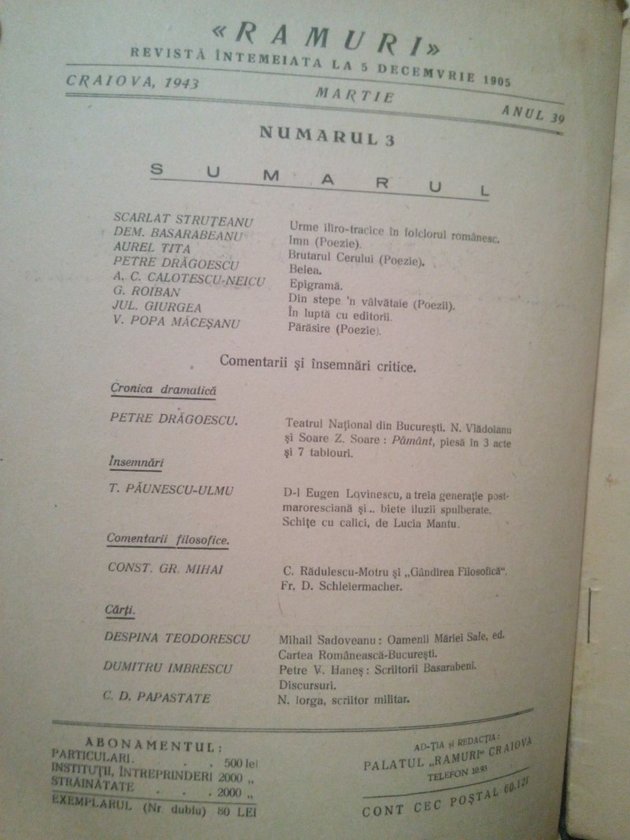 «RAMURI»
REVISTĂ ÎNTEMEIATA LA 5 DECEMVRIE 1905
CRAIOVA, 1943 MARTIE ANUL 39
NUMARUL 3
SUMARUL
SCARLAT STRUȚEANU Urme iliro-tracice în folclorul românesc.
DEM. BASARABEANU Imn (Poezie).
AUREL TITA Brutarul Cerului (Poezie).
PETRE DRĂGOESCU Belea.
A. C. CALOTESCU-NEICU Epigramă.
G. ROIBAN Din stepe 'n vâlvătaie (Poezii).
JUL. GIURGEA În luptă cu editorii.
V. POPA MĂCEȘANU Părăsire (Poezie).
Comentarii și însemnări critice.
Cronica dramatică
PETRE DRĂGOESCU. Teatrul Național din București. N. Vlădoianu
și Soare Z. Soare : Pământ, piesă în 3 acte
și 7 tablouri.
Însemnări
T. PĂUNESCU-ULMU D-l Eugen Lovinescu, a treia generație post-
maroresciană și .. biete iluzii spulberate.
Schițe cu calici, de Lucia Mantu.
Comentarii filosofice.
CONST. GR. MIHAI C. Rădulescu-Motru și „Gândirea Filosofică“.
Fr. D. Schleiermacher.
Cărți.
DESPINA TEODORESCU Mihail Sadoveanu : Oamenii Măriei Sale, ed.
Cartea Românească-București.
DUMITRU IMBRESCU Petre V. Haneș : Scriitorii Basarabeni.
Discursuri.
C. D. PAPASTATE N. Iorga, scriitor militar.
ABONAMENTUL :
PARTICULARI. . . 500 lei
INSTITUȚII, ÎNTREPRINDERI 2000 „
STRĂINĂTATE . . . 2000 „
EXEMPLARUL (Nr. dublu) 80 LEI
AD-ȚIA și REDACȚIA :
PALATUL „RAMURI“ CRAIOVA
TELEFON
CONT CEC POȘTAL